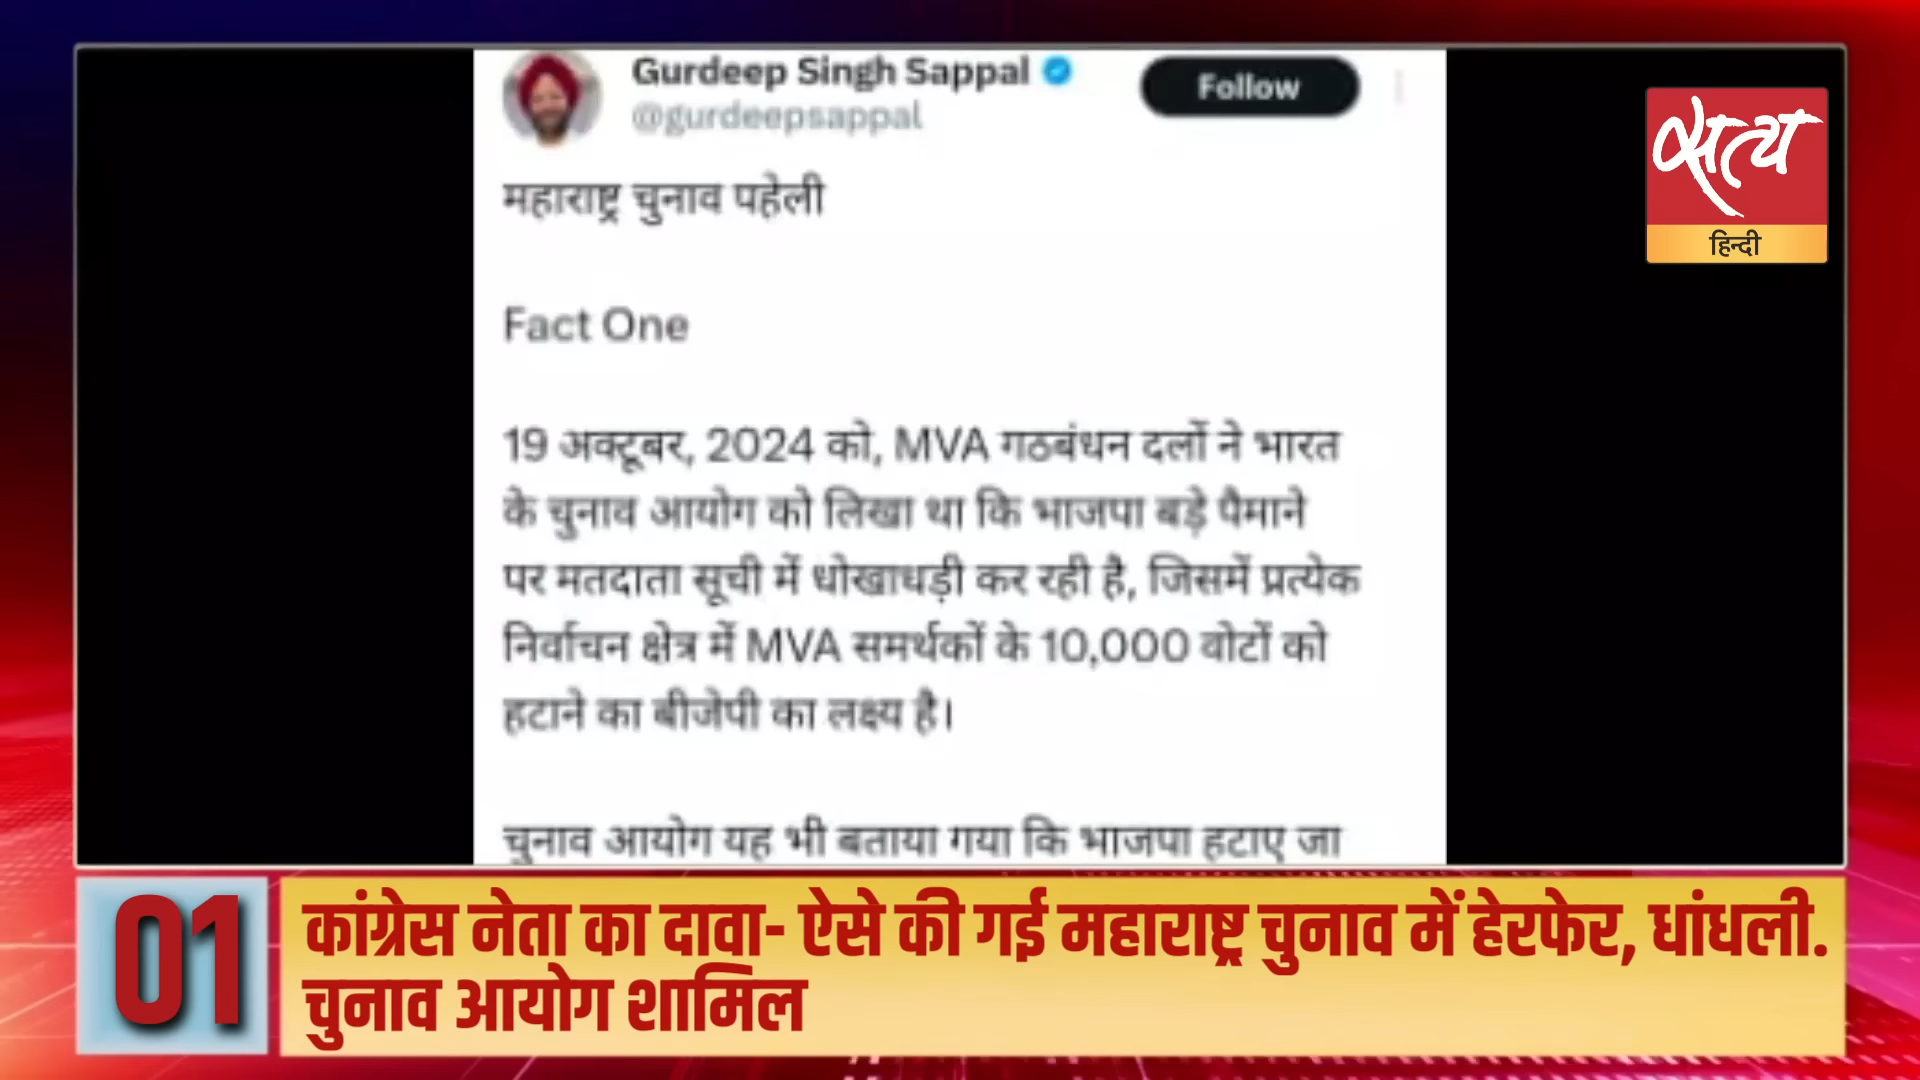 Gurdeep Singh Sappal
@gurdeepsappal
Follow
महाराष्ट्र चुनाव पहेली
Fact One
19 अक्टूबर, 2024 को, MVA गठबंधन दलों ने भारत
के चुनाव आयोग को लिखा था कि भाजपा बड़े पैमाने
पर मतदाता सूची में धोखाधड़ी कर रही है, जिसमें प्रत्येक
निर्वाचन क्षेत्र में MVA समर्थकों के 10,000 वोटों को
हटाने का बीजेपी का लक्ष्य है।
चुनाव आयोग यह भी बताया गया कि भाजपा हटाए जा
सत्य
हिन्दी
01
कांग्रेस नेता का दावा- ऐसे की गई महाराष्ट्र चुनाव में हेरफेर, धांधली.
चुनाव आयोग शामिल